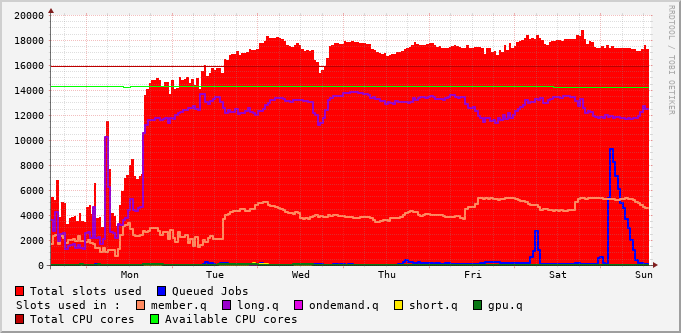 20000
18000
16000
14000
12000
10000
8000
6000
4000
2000
0
Mon Tue Wed Thu Fri Sat Sun
RRDTOOL / TOBI OETIKER
Total slots used Queued Jobs
Slots used in : member.q long.q ondemand.q short.q gpu.q
Total CPU cores Available CPU cores